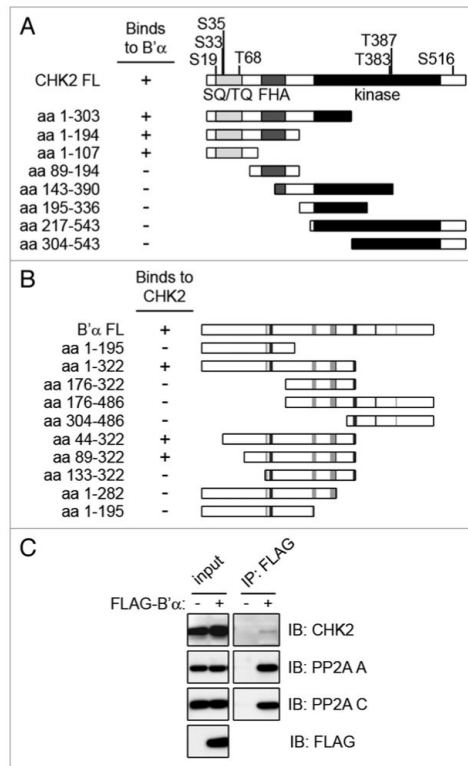 A
Binds
to B'α
S35
S33
S19
T68
T387
T383
S516
CHK2 FL +
SQ/TQ FHA kinase
aa 1-303 +
aa 1-194 +
aa 1-107 +
aa 89-194 -
aa 143-390 -
aa 195-336 -
aa 217-543 -
aa 304-543 -
B
Binds to
CHK2
B'α FL +
aa 1-195 -
aa 1-322 +
aa 176-322 -
aa 176-486 -
aa 304-486 -
aa 44-322 +
aa 89-322 +
aa 133-322 -
aa 1-282 -
aa 1-195 -
C
input IP: FLAG
FLAG-B'α: - + - +
IB: CHK2
IB: PP2A A
IB: PP2A C
IB: FLAG